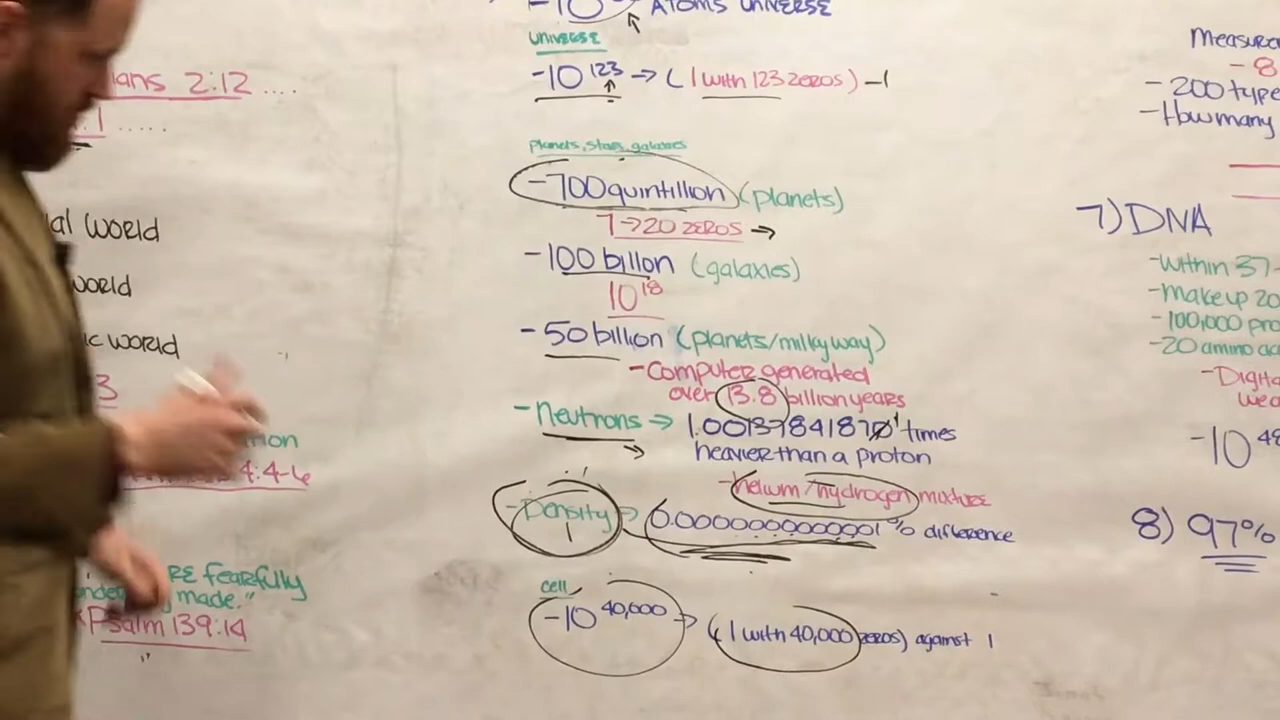 ians 2:12 ....
.1 .....
al World
World
ic World
3
tion
4:4-6
RE fearfully
made."
Psalm 139:14
-10 ATOMS UNIVERSE
UNIVERSE
-10 123 → (1 with 123 zeros) -1
planets, stars, galaxies
-700 quintillion (planets)
7→20 zeros →
-100 billon (galaxies)
10 18
-50 billion (planets/milky way)
-Computer generated
over 13.8 billion years
-Neutrons → times
heavier than a proton
-helium/hydrogen mixture
-Density → 0.0000000000001% difference
cell
-10 40,000 → (1 with 40,000 zeros) against 1
Measure
-8
-200 type
-How many
7) DNA
-Within 37
-Make up 20
-100,000 pro
-20 amino ac
-Digit
we
-10 48
8) 97%